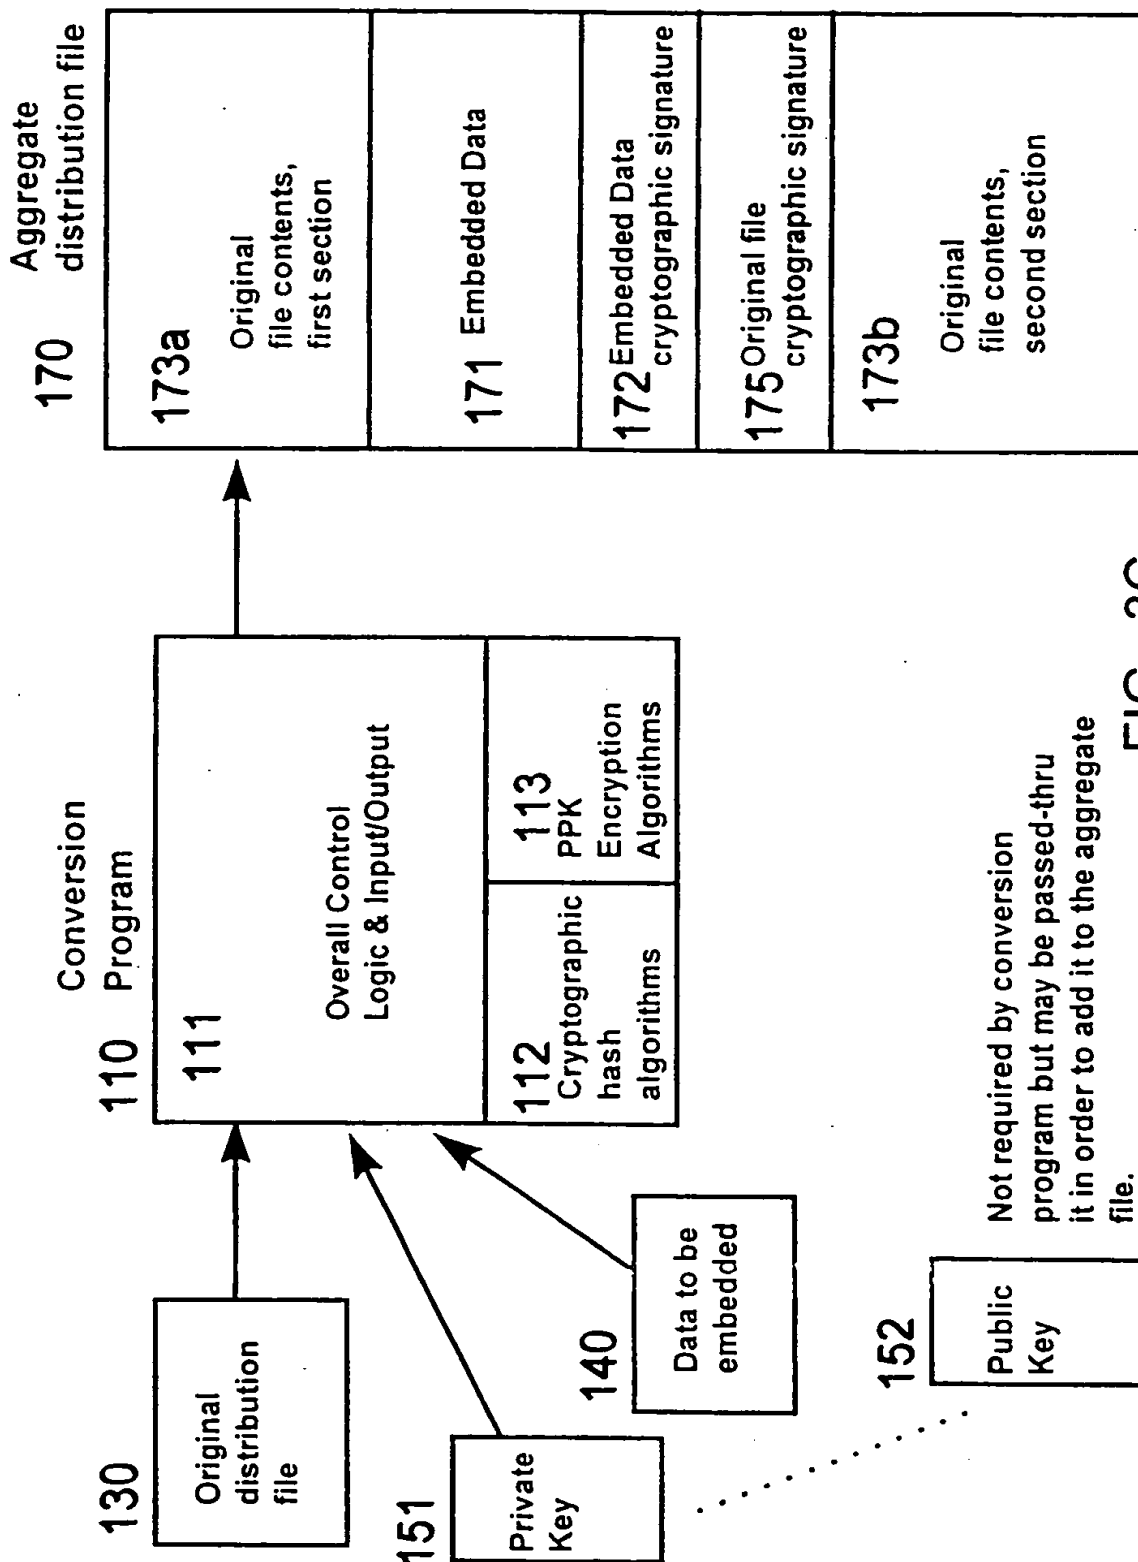 130
Original
distribution
file
151
Private
Key
140
Data to be
embedded
152
Public
Key
Not required by conversion
program but may be passed-thru
it in order to add it to the aggregate
file.
110
Conversion
Program
111
Overall Control
Logic & Input/Output
112
Cryptographic
hash
algorithms
113
PPK
Encryption
Algorithms
170
Aggregate
distribution file
173a
Original
file contents,
first section
171 Embedded Data
172 Embedded Data
cryptographic signature
175 Original file
cryptographic signature
173b
Original
file contents,
second section